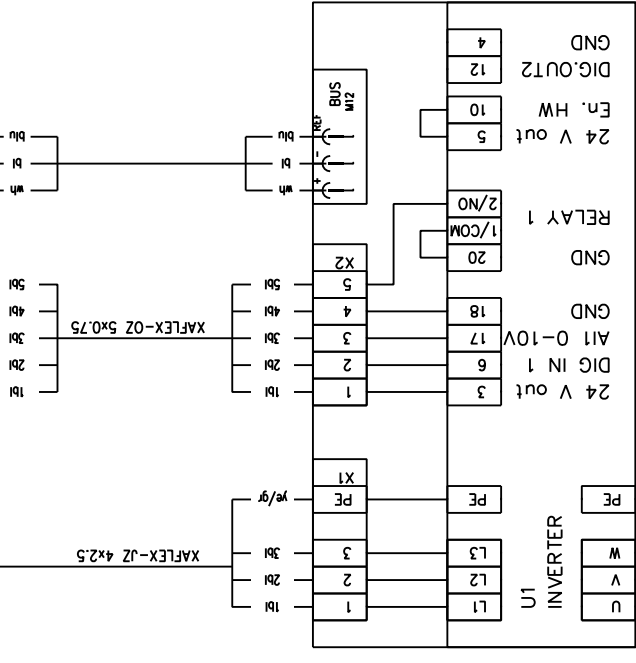 U L1 1 1bl
V L2 2 2bl
U1 INVERTER
W L3 3 3bl
XAFLEX-JZ 4x2.5
PE PE PE ye/gr
X1
24 V out 3 1 1bl 1bl
DIG IN 1 6 2 2bl 2bl
AI1 0-10V 17 3 3bl XAFLEX-OZ 5x0.75 3bl
GND 18 4 4bl 4bl
5 5bl 5bl
X2
GND 20
RELAY 1 1/COM
2/NO
+ wh wh
- bl bl
REF blu blu
BUS
M12
24 V out 5
En. HW 10
DIG.OUT2 12
GND 4